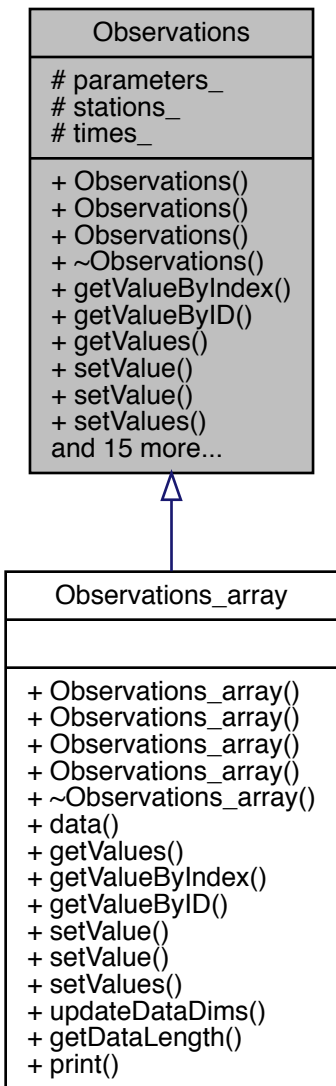 Observations
# parameters_
# stations_
# times_
+ Observations()
+ Observations()
+ Observations()
+ ~Observations()
+ getValueByIndex()
+ getValueByID()
+ getValues()
+ setValue()
+ setValue()
+ setValues()
and 15 more...
Observations_array
+ Observations_array()
+ Observations_array()
+ Observations_array()
+ Observations_array()
+ ~Observations_array()
+ data()
+ getValues()
+ getValueByIndex()
+ getValueByID()
+ setValue()
+ setValue()
+ setValues()
+ updateDataDims()
+ getDataLength()
+ print()